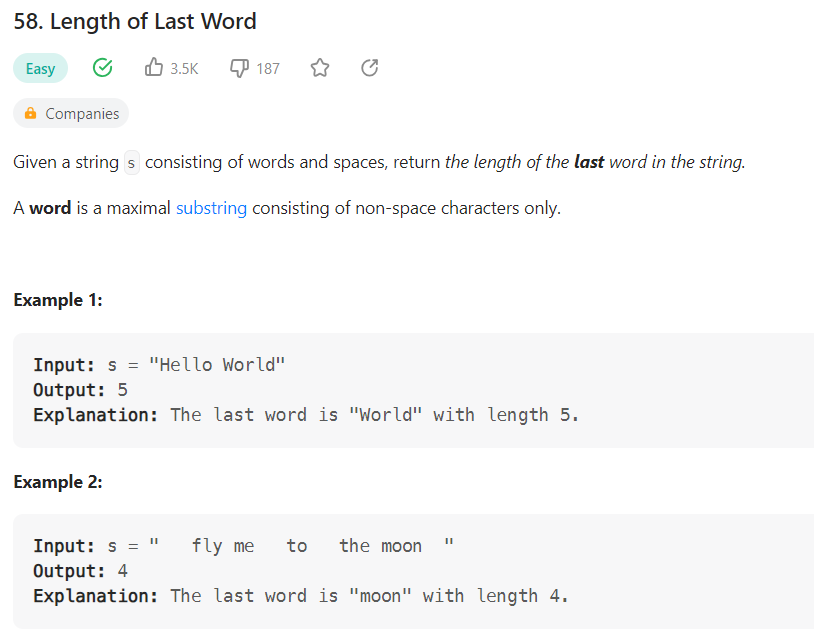 58. Length of Last Word
Easy 3.5K 187
Companies
Given a string s consisting of words and spaces, return the length of the last word in the string.
A word is a maximal substring consisting of non-space characters only.
Example 1:
Input: s = "Hello World"
Output: 5
Explanation: The last word is "World" with length 5.
Example 2:
Input: s = "   fly me   to   the moon  "
Output: 4
Explanation: The last word is "moon" with length 4.